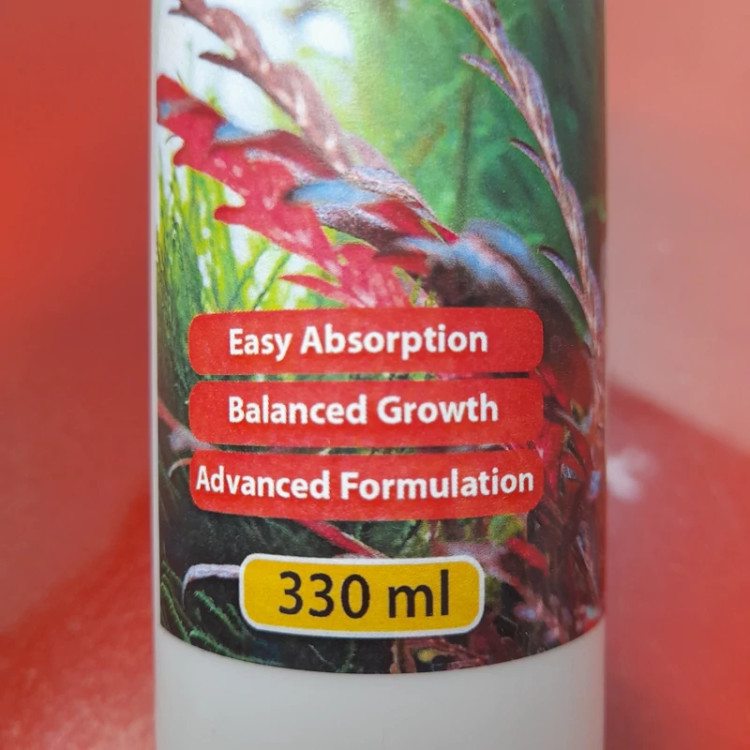 Easy Absorption
Balanced Growth
Advanced Formulation
330 ml